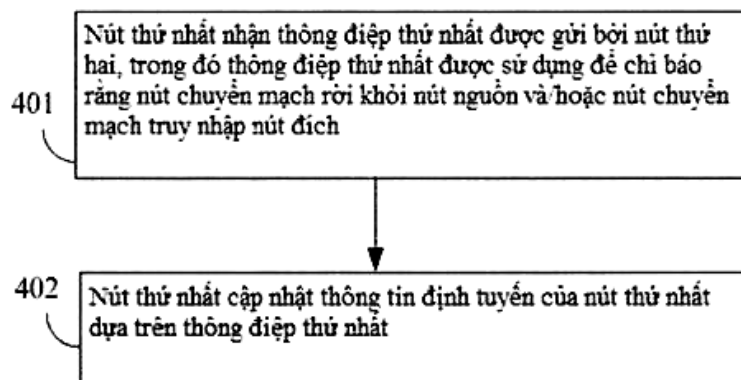 Nút thứ nhất nhận thông điệp thứ nhất được gửi bởi nút thứ
hai, trong đó thông điệp thứ nhất được sử dụng để chỉ báo
rằng nút chuyển mạch rời khỏi nút nguồn và/hoặc nút chuyển
mạch truy nhập nút đích
401
402
Nút thứ nhất cập nhật thông tin định tuyến của nút thứ nhất
dựa trên thông điệp thứ nhất